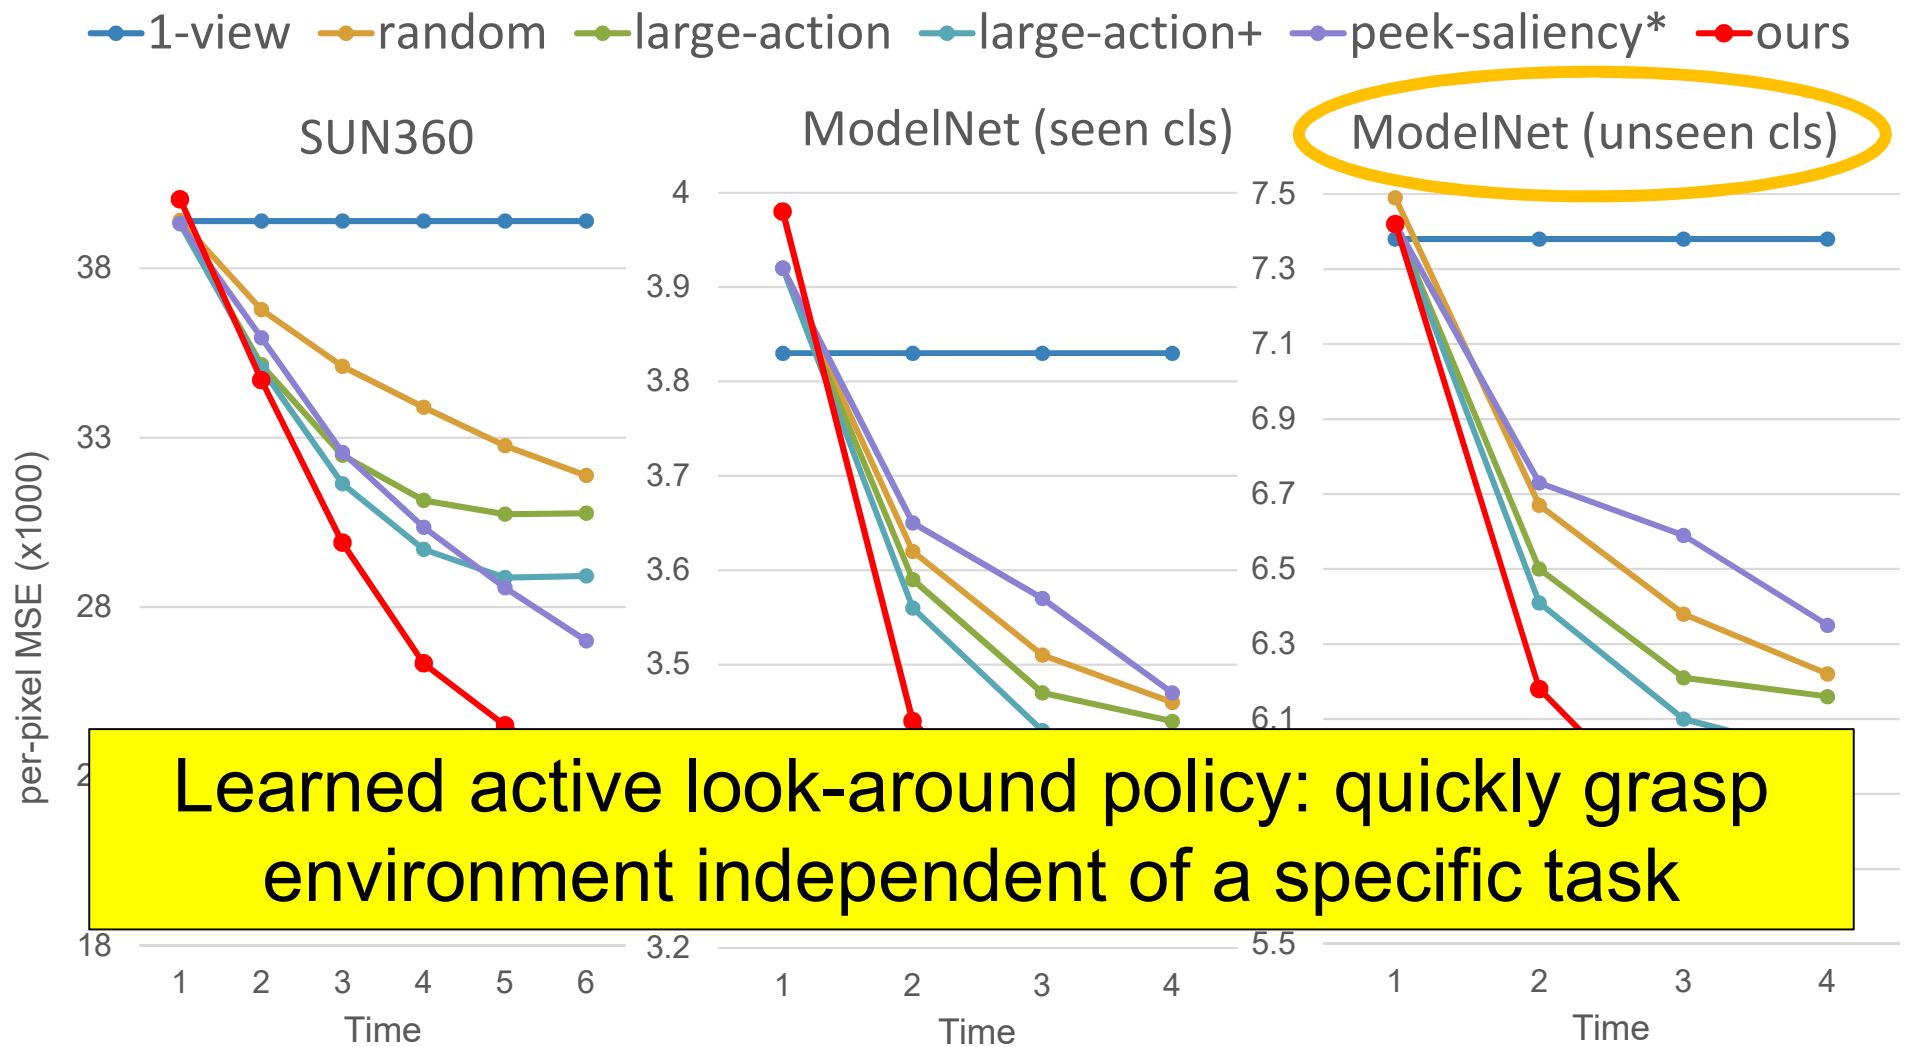 1-view random large-action large-action+ peek-saliency* ours
SUN360
ModelNet (seen cls)
ModelNet (unseen cls)
per-pixel MSE (x1000)
38
33
28
2
18
1 2 3 4 5 6
Time
4
3.9
3.8
3.7
3.6
3.5
3.2
1 2 3 4
Time
7.5
7.3
7.1
6.9
6.7
6.5
6.3
6.1
5.5
1 2 3 4
Time
Learned active look-around policy: quickly grasp
environment independent of a specific task